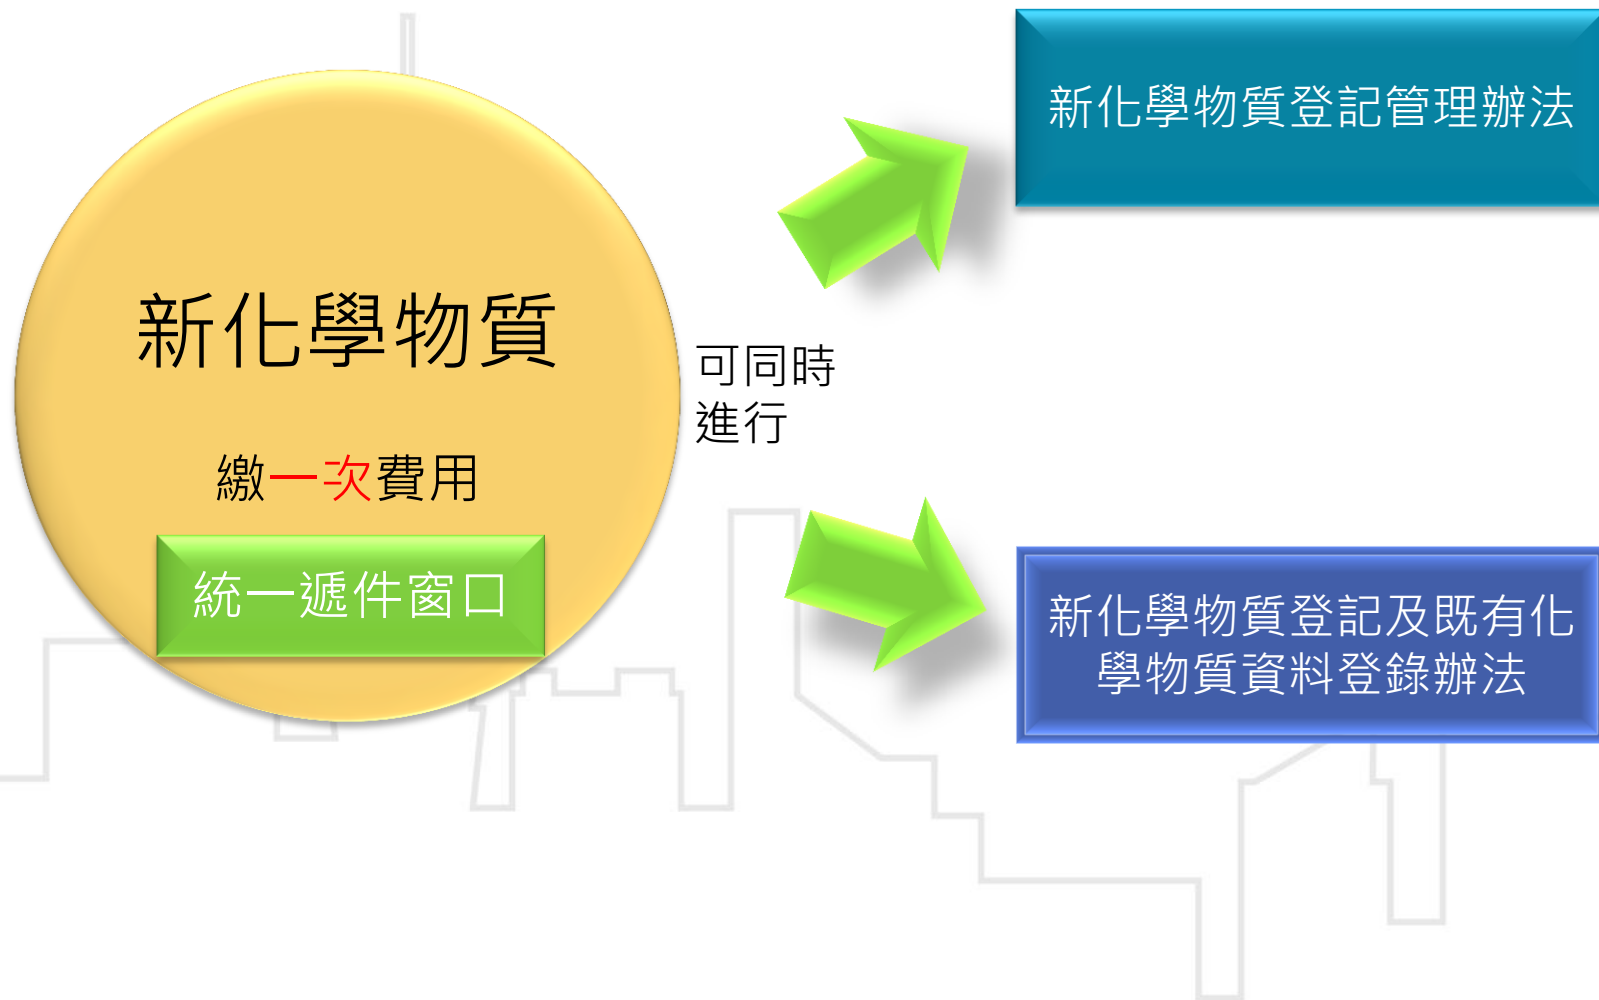 新化學物質
繳一次費用
統一遞件窗口
可同時
進行
新化學物質登記管理辦法
新化學物質登記及既有化
學物質資料登錄辦法